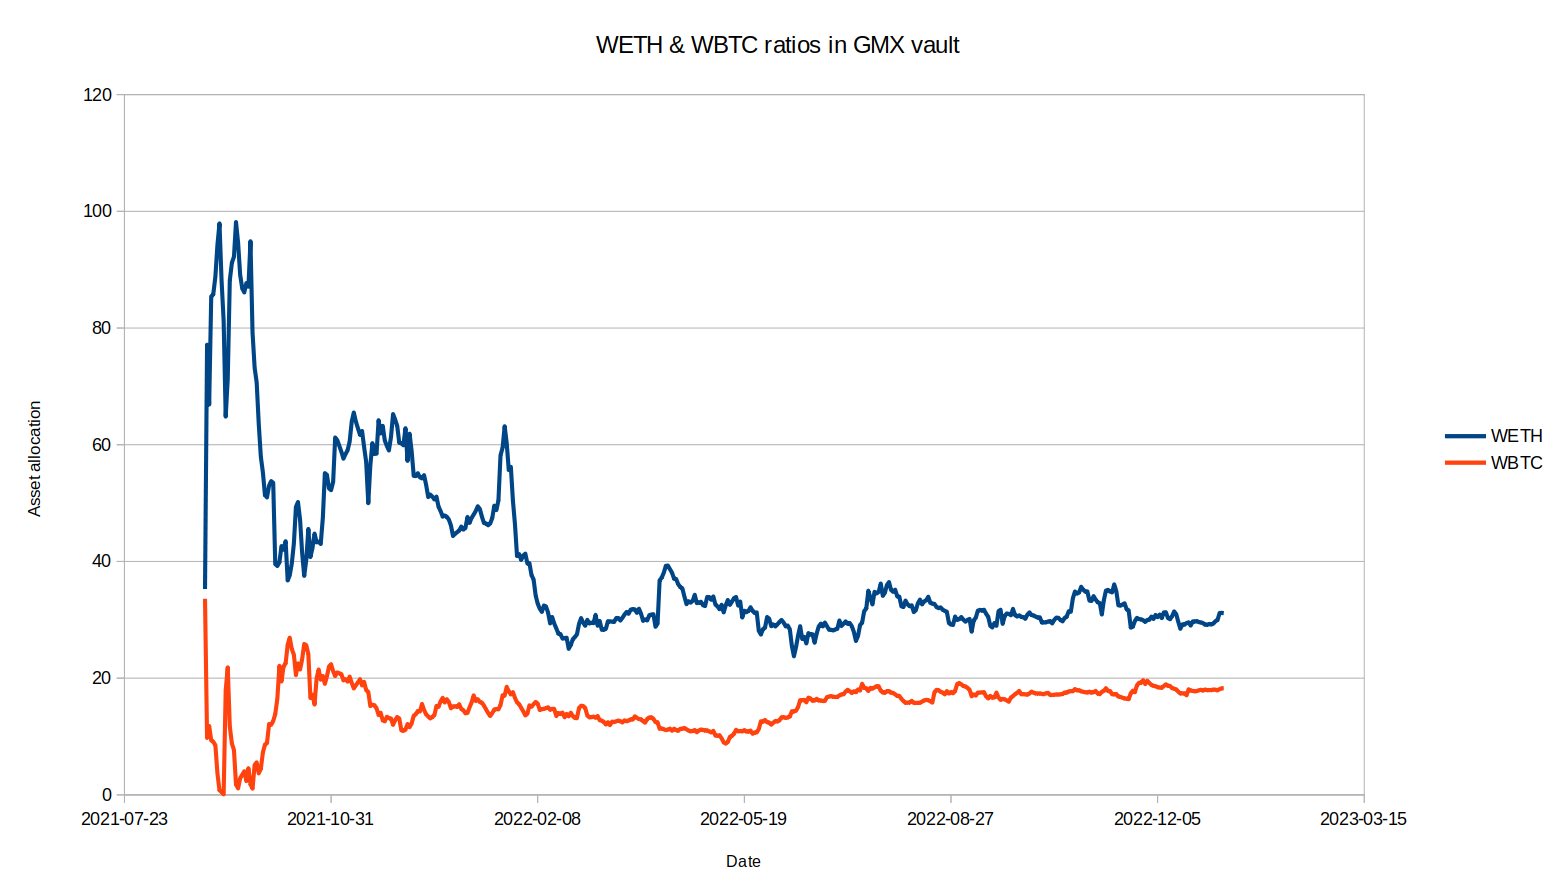 WETH & WBTC ratios in GMX vault
120
100
80
60
40
20
0
Asset allocation
2021-07-23
2021-10-31
2022-02-08
2022-05-19
2022-08-27
2022-12-05
2023-03-15
Date
WETH
WBTC